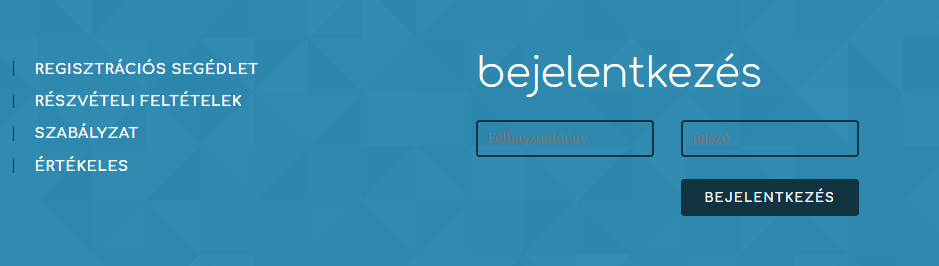 REGISZTRÁCIÓS SEGÉDLET
RÉSZVÉTELI FELTÉTELEK
SZABÁLYZAT
ÉRTÉKELES
bejelentkezés
Felhasználónév
Jelszó
BEJELENTKEZÉS